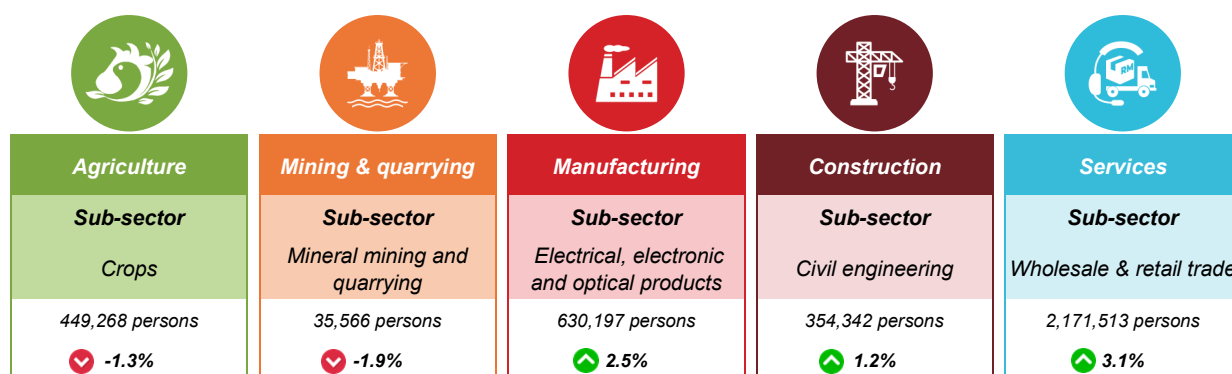 RM
Agriculture
Sub-sector
Crops
449,268 persons
-1.3%
Mining & quarrying
Sub-sector
Mineral mining and
quarrying
35,566 persons
-1.9%
Manufacturing
Sub-sector
Electrical, electronic
and optical products
630,197 persons
2.5%
Construction
Sub-sector
Civil engineering
354,342 persons
1.2%
Services
Sub-sector
Wholesale & retail trade
2,171,513 persons
3.1%